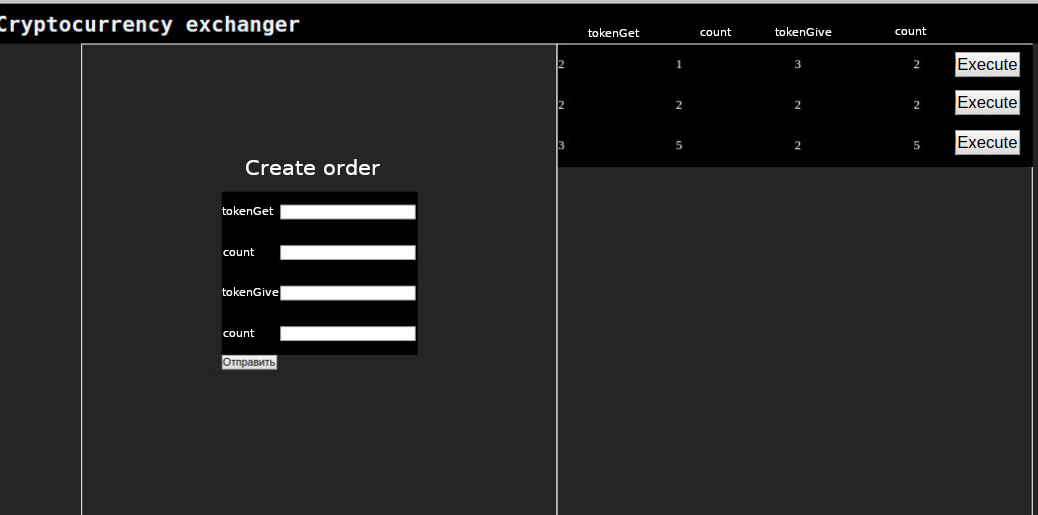 Cryptocurrency exchanger
tokenGet count tokenGive count
2 1 3 2 Execute
2 2 2 2 Execute
3 5 2 5 Execute
Create order
tokenGet
count
tokenGive
count
Отправить